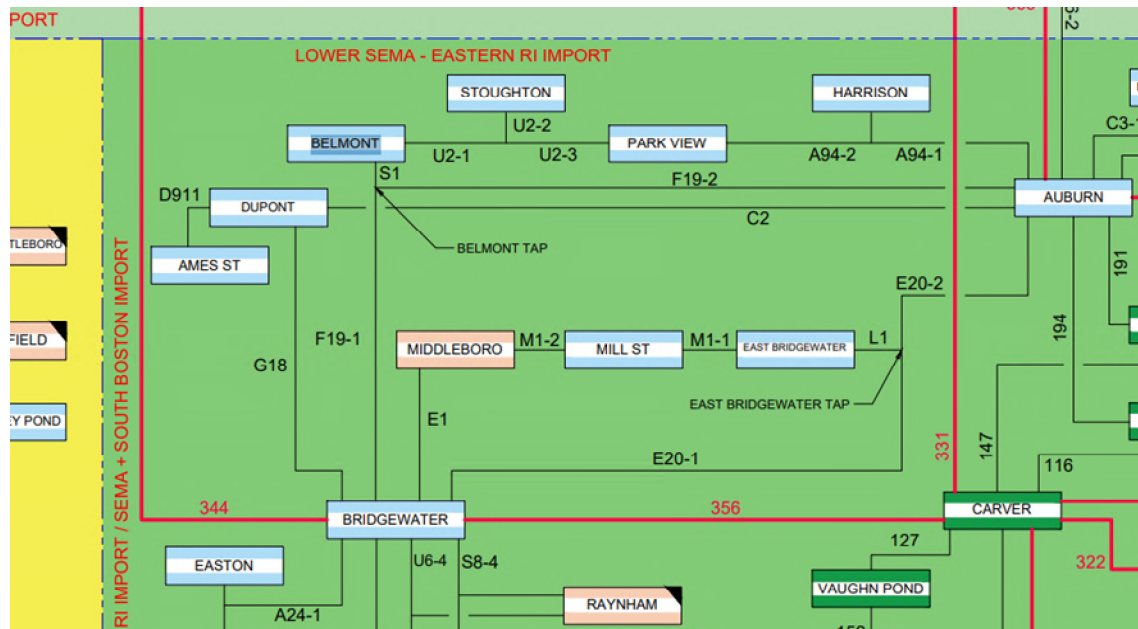 PORT
LOWER SEMA - EASTERN RI IMPORT
STOUGHTON
HARRISON
U2-2
C3-1
BELMONT
PARK VIEW
U2-1
U2-3
A94-2
A94-1
S1
F19-2
D911
DUPONT
AUBURN
C2
TLEBORO
BELMONT TAP
AMES ST
191
E20-2
194
F19-1
FIELD
MIDDLEBORO
M1-2
MILL ST
M1-1
EAST BRIDGEWATER
L1
G18
EAST BRIDGEWATER TAP
Y POND
E1
RI IMPORT / SEMA + SOUTH BOSTON IMPORT
E20-1
331
147
116
344
356
BRIDGEWATER
CARVER
127
EASTON
U6-4
S8-4
322
VAUGHN POND
RAYNHAM
A24-1